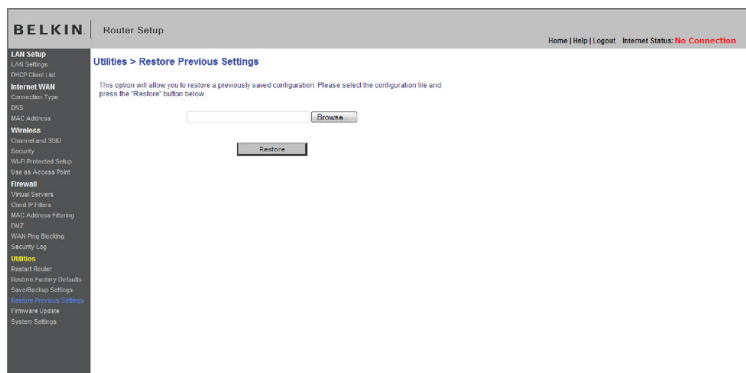 BELKIN
Router Setup
Home | Help | Logout Internet Status: No Connection
LAN Setup
LAN Settings
DHCP Client List
Internet WAN
Connection Type
DNS
MAC Address
Wireless
Channel and SSID
Security
Wi-Fi Protected Setup
Use as Access Point
Firewall
Virtual Servers
Client IP Filters
MAC Address Filtering
DMZ
WAN Ping Blocking
Security Log
Utilities
Restart Router
Restore Factory Defaults
Save/Backup Settings
Restore Previous Settings
Firmware Update
System Settings
Utilities > Restore Previous Settings
This option will allow you to restore a previously saved configuration. Please select the configuration file and
press the "Restore" button below.
Browse...
Restore